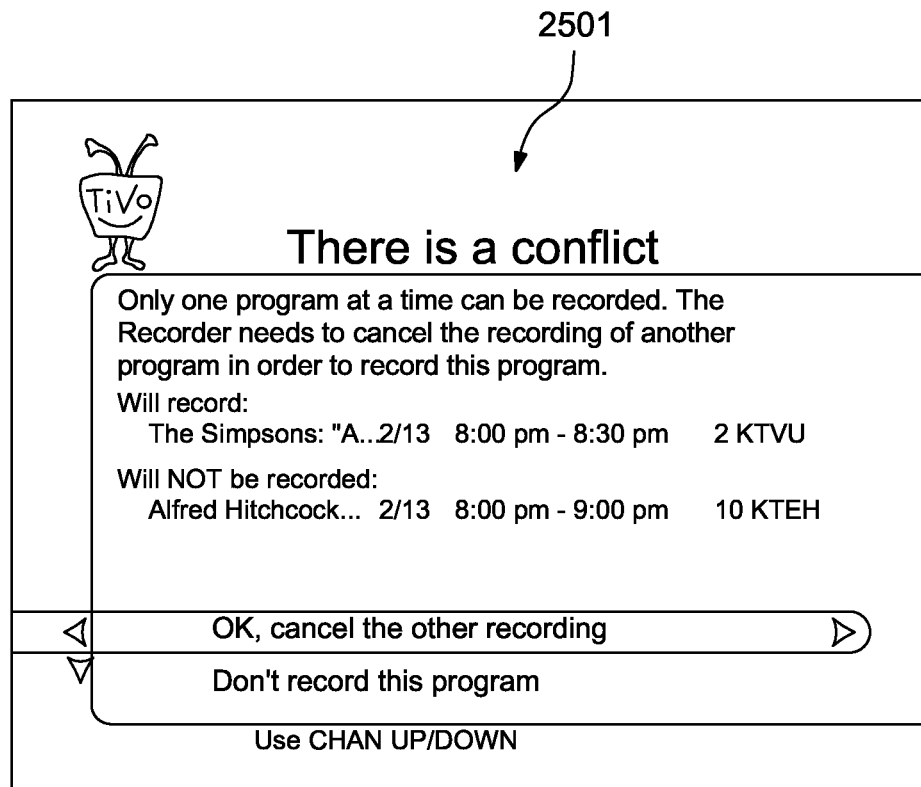 2501
TiVo
There is a conflict
Only one program at a time can be recorded. The
Recorder needs to cancel the recording of another
program in order to record this program.
Will record:
The Simpsons: "A...2/13 8:00 pm - 8:30 pm 2 KTVU
Will NOT be recorded:
Alfred Hitchcock... 2/13 8:00 pm - 9:00 pm 10 KTEH
OK, cancel the other recording
Don't record this program
Use CHAN UP/DOWN